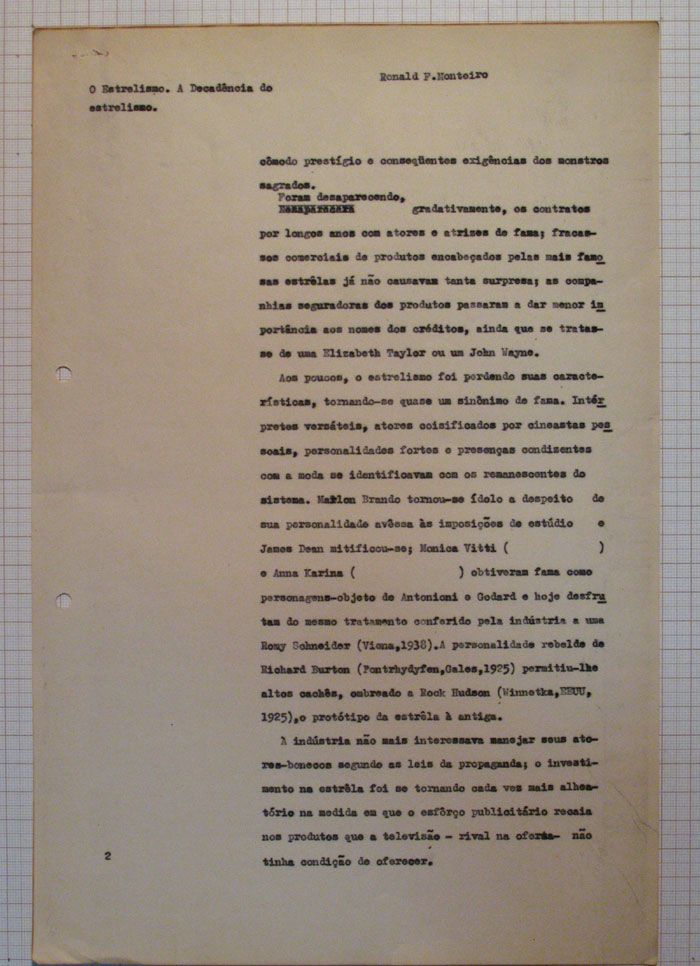 Ronald F.Monteiro
O Estrelismo. A Decadência do
estrelismo.
cômodo prestígio e conseqüentes exigências dos monstros
sagrados.
Foram desaparecendo,
gradativamente, os contratos
por longos anos com atores e atrizes de fama; fracas-
sos comerciais de produtos encabeçados pelas mais famo
sas estrêlas já não causavam tanta surpresa; as compa-
nhias seguradoras dos produtos passaram a dar menor im
portância aos nomes dos créditos, ainda que se tratas-
se de uma Elizabeth Taylor ou um John Wayne.
Aos poucos, o estrelismo foi perdendo suas caracte-
rísticas, tornando-se quase um sinônimo de fama. Intér
pretes versáteis, atores coisificados por cineastas pes
soais, personalidades fortes e presenças condizentes
com a moda se identificavam com os remanescentes do
sistema. Marlon Brando tornou-se ídolo a despeito de
sua personalidade avêssa às imposições de estúdio e
James Dean mitificou-se; Monica Vitti ( )
e Anna Karina ( ) obtiveram fama como
personagens-objeto de Antonioni e Godard e hoje desfru
tam do mesmo tratamento conferido pela indústria a uma
Romy Schneider (Viena,1938).A personalidade rebelde de
Richard Burton (Pontrhydyfen,Gales,1925) permitiu-lhe
altos cachês, ombreado a Rock Hudson (Winnetka,EEUU,
1925),o protótipo da estrêla à antiga.
À indústria não mais interessava manejar seus ato-
res-bonecos segundo as leis da propaganda; o investi-
mento na estrêla foi se tornando cada vez mais alhea-
tório na medida em que o esfôrço publicitário recaia
nos produtos que a televisão - rival na oferta- não
tinha condição de oferecer.
2